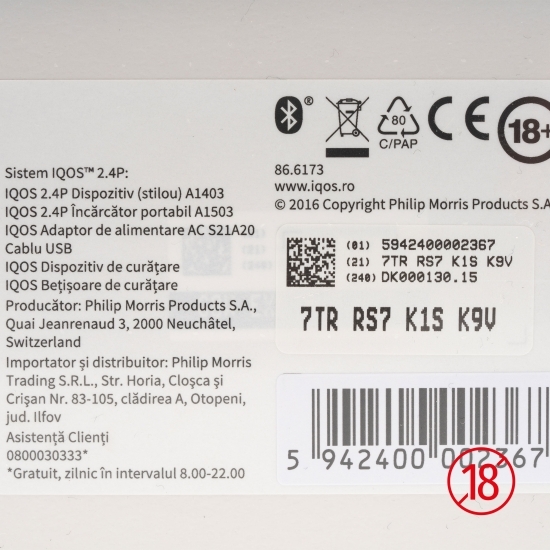 Sistem IQOS™ 2.4P:
IQOS 2.4P Dispozitiv (stilou) A1403
IQOS 2.4P Încărcător portabil A1503
IQOS Adaptor de alimentare AC S21A20
Cablu USB
IQOS Dispozitiv de curățare
IQOS Bețișoare de curățare
Producător: Philip Morris Products S.A.,
Quai Jeanrenaud 3, 2000 Neuchâtel,
Switzerland
Importator și distribuitor: Philip Morris
Trading S.R.L., Str. Horia, Cloșca și
Crișan Nr. 83-105, clădirea A, Otopeni,
jud. Ilfov
Asistență Clienți
0800030333*
*Gratuit, zilnic în intervalul 8.00-22.00
®
80
C/PAP
CE
18+
86.6173
www.iqos.ro
© 2016 Copyright Philip Morris Products S.A
(01) 5942400002367
(21) 7TR RS7 K1S K9V
(240) DK000130.15
7TR RS7 K1S K9V
5 942400 002367
18